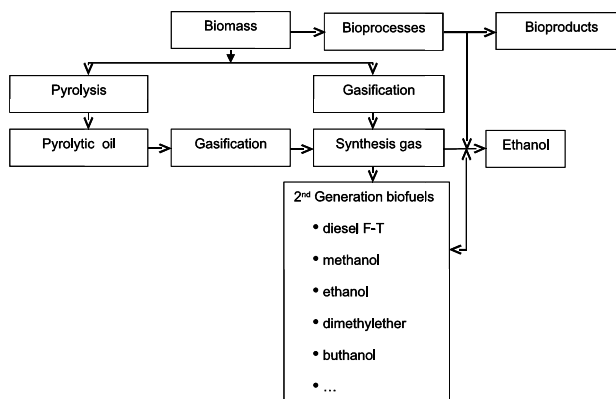 Biomass
Bioprocesses
Bioproducts
Pyrolysis
Gasification
Pyrolytic oil
Gasification
Synthesis gas
Ethanol
2nd Generation biofuels
• diesel F-T
• methanol
• ethanol
• dimethylether
• buthanol
• ...